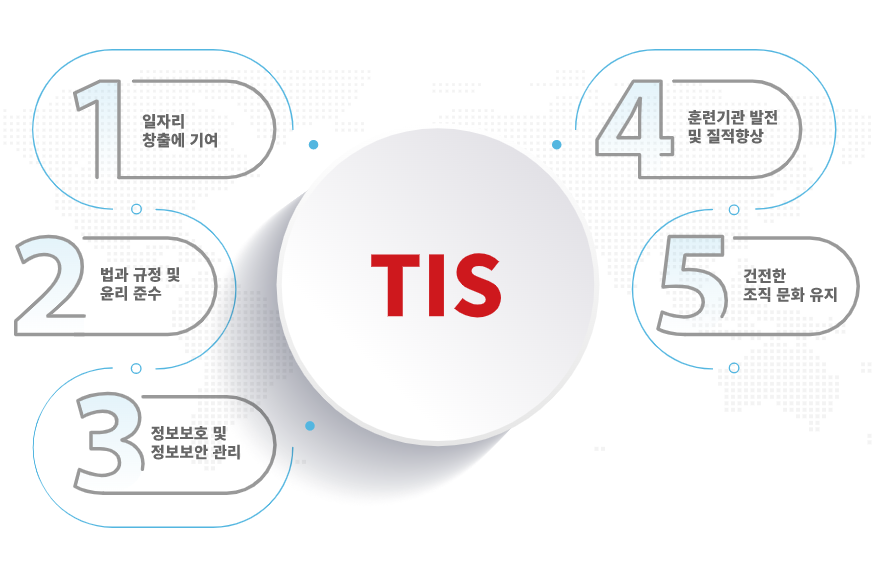 1
일자리
창출에 기여
2
법과 규정 및
윤리 준수
3
정보보호 및
정보보안 관리
TIS
4
훈련기관 발전
및 질적향상
5
건전한
조직 문화 유지